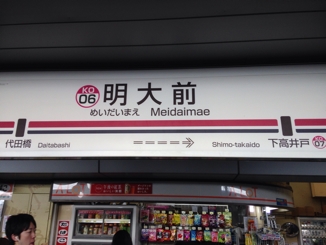 KO
06
明大前
めいだいまえ Meidaimae
代田橋 Daitabashi
Shimo-takaido 下高井戸
KO
07